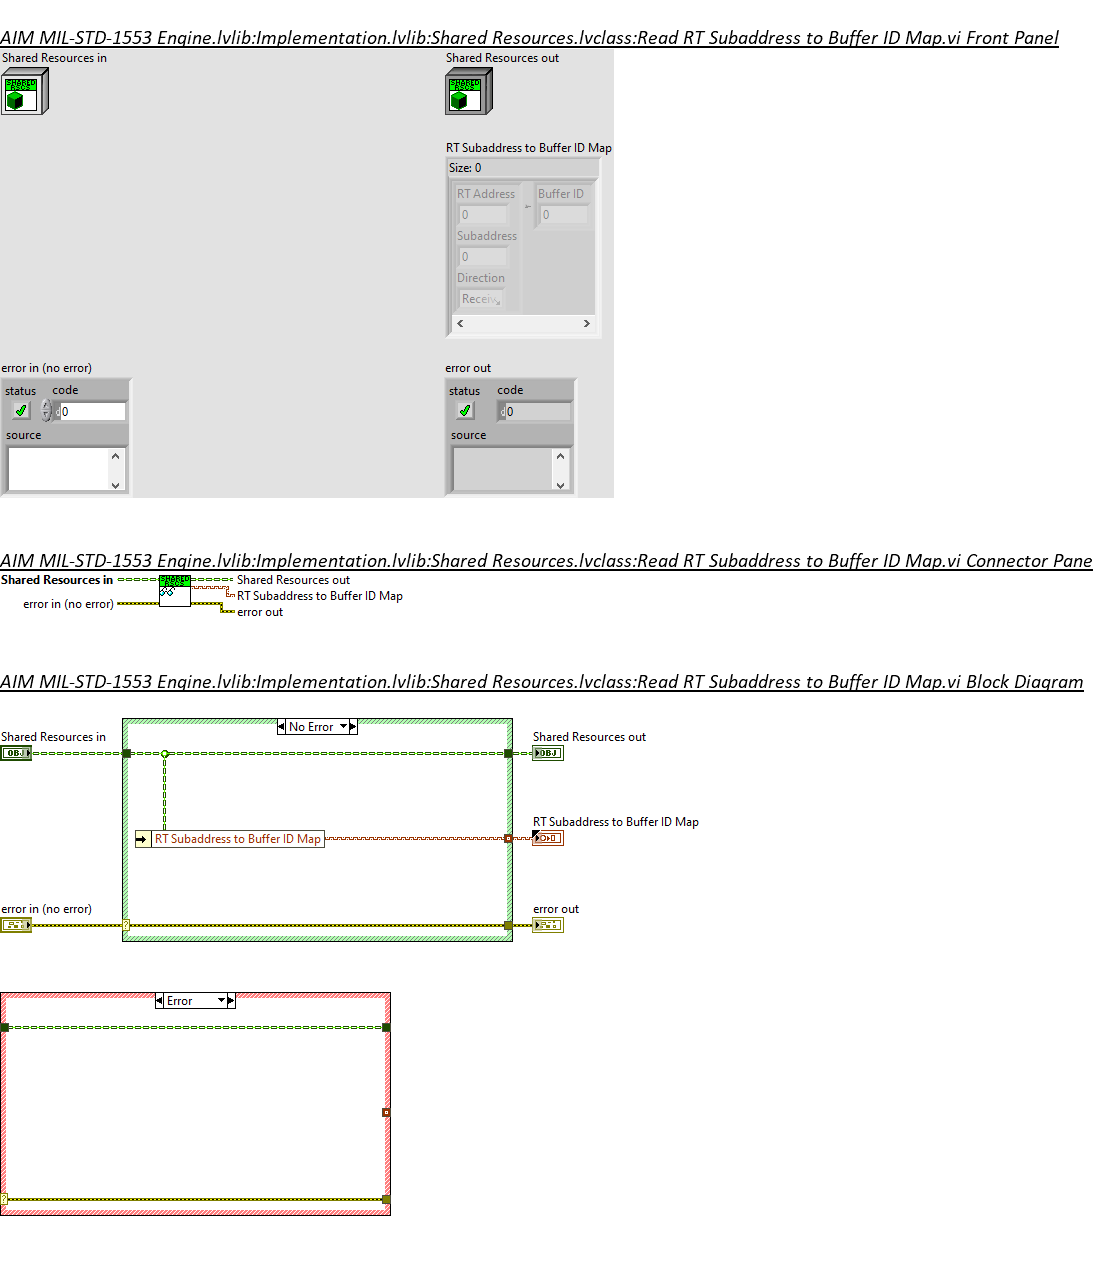 AIM MIL-STD-1553 Engine.lvlib:Implementation.lvlib:Shared Resources.lvclass:Read RT Subaddress to Buffer ID Map.vi Front Panel
Shared Resources in
Shared Resources out
SHARED
RSCS
SHARED
RSCS
RT Subaddress to Buffer ID Map
Size: 0
RT Address
Buffer ID
0
0
Subaddress
0
Direction
Receiv
error in (no error)
error out
status
code
status
code
d
0
d
0
source
source
AIM MIL-STD-1553 Engine.lvlib:Implementation.lvlib:Shared Resources.lvclass:Read RT Subaddress to Buffer ID Map.vi Connector Pane
Shared Resources in
SHARED
RSCS
Shared Resources out
RT Subaddress to Buffer ID Map
error in (no error)
error out
AIM MIL-STD-1553 Engine.lvlib:Implementation.lvlib:Shared Resources.lvclass:Read RT Subaddress to Buffer ID Map.vi Block Diagram
No Error
Shared Resources in
Shared Resources out
OBJ
OBJ
RT Subaddress to Buffer ID Map
RT Subaddress to Buffer ID Map
error in (no error)
error out
?
Error
?